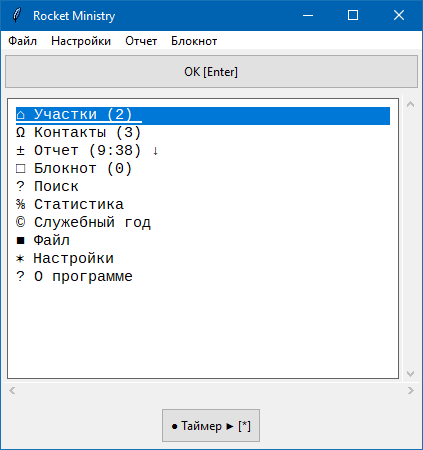 Rocket Ministry
Файл Настройки Отчет Блокнот
OK [Enter]
⌂ Участки (2)
Ω Контакты (3)
± Отчет (9:38) ↓
□ Блокнот (0)
? Поиск
% Статистика
© Служебный год
■ Файл
✶ Настройки
? О программе
● Таймер ► [*]